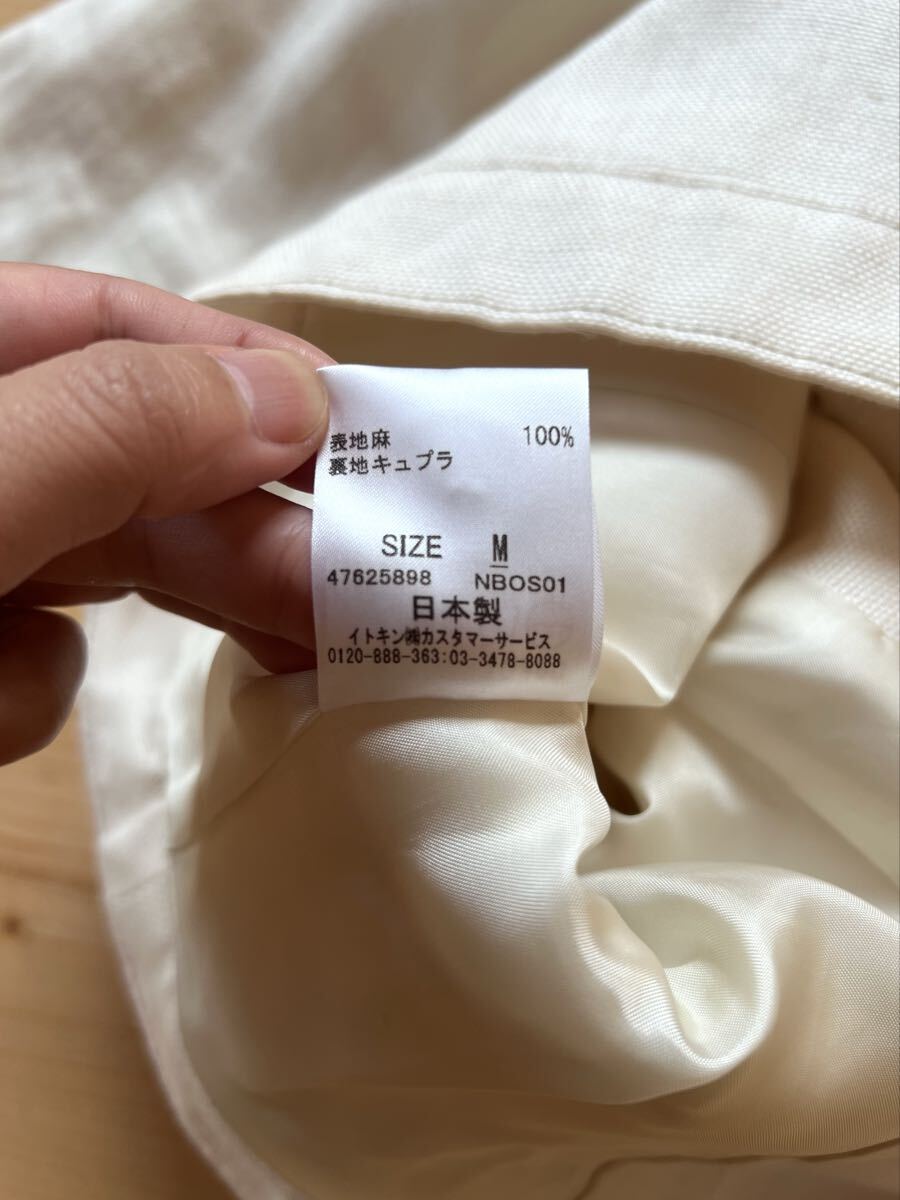 表地麻 100%
裏地キュプラ
SIZE M
47625898 NBOS01
日本製
イトキン㈱カスタマーサービス
0120-888-363:03-3478-8088